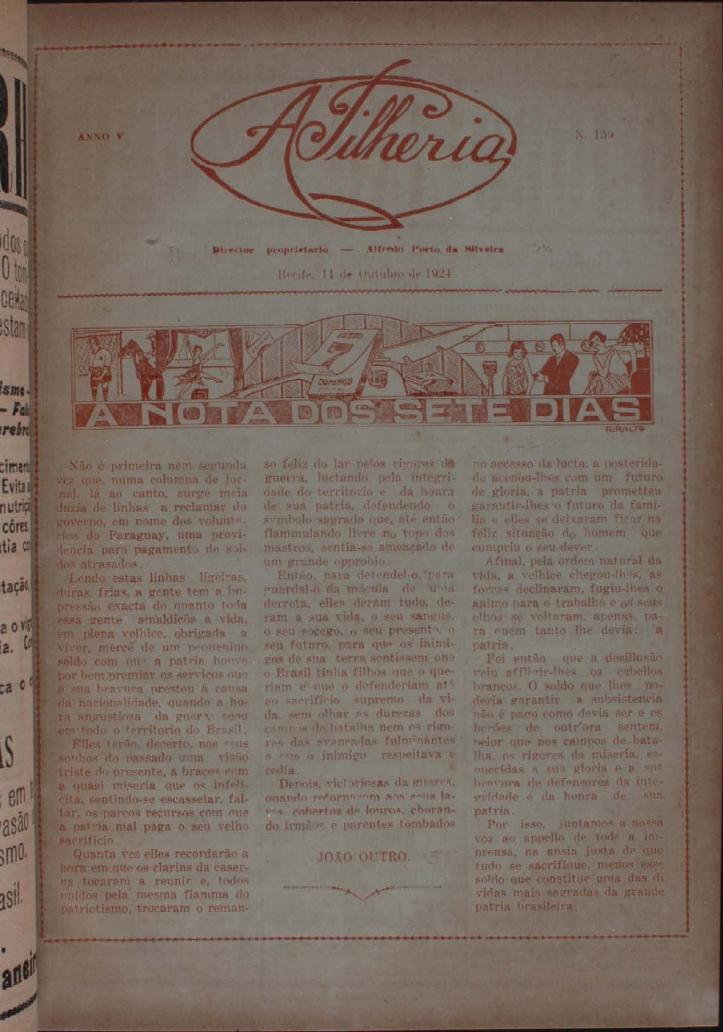 ANNO V
A Pilheria
N. 159
Director proprietario — Alfredo Porto da Silveira
Recife, 11 de Outubro de 1924
7
DOMINGO
A NOTA DOS SETE DIAS
Não é primeira nem segunda
vez que, numa columna de jor-
nal, lá ao canto, surge meia
duzia de linhas a reclamar do
governo, em nome dos volunta-
rios do Paraguay, uma provi-
dencia para pagamento de sol-
dos atrasados.
Lendo estas linhas ligeiras,
duras, frias, a gente tem a im-
pressão exacta do quanto toda
essa gente amaldiçôa a vida,
em plena velhice, obrigada a
viver, mercê de um pequenino
soldo com que a patria houve
por bem premiar os serviços que
a sua bravura prestou á causa
da nacionalidade, quando a ho-
ra angustiosa da guerra soou
em todo o territorio do Brasil.
Elles terão, decerto, nos seus
sonhos do passado uma visão
triste do presente, a braços com
a quasi miseria que os infeli-
cita, sentindo-se escassear, fal-
tar, os parcos recursos com que
a patria mal paga o seu velho
sacrificio.
Quanta vez elles recordarão a
hora em que os clarins da caser-
na tocaram a reunir e, todos
unidos pela mesma flamma do
patriotismo, trocaram o reman-
so feliz do lar pelos rigores da
guerra, luctando pela integri-
dade do territorio e da honra
de sua patria, defendendo o
symbolo sagrado que, até então
flammulando livre no topo dos
mastros, sentia-se ameaçado de
um grande opprobio.
Então, para defendel-o, para
guardal-o da mácula de uma
derrota, elles deram tudo, de-
ram a sua vida, o seu sangue,
o seu socego, o seu presente, o
seu futuro, para que os inimi-
gos de sua terra sentissem que
o Brasil tinha filhos que o que-
riam e que o defenderiam até
ao sacrificio supremo da vi-
da, sem olhar as durezas dos
campos de batalha nem os rigo-
res das avançadas fulminantes
a que o inimigo respeitava e
cedia.
Depois, victoriosas da guerra,
quando retornavam aos seus la-
res, cobertos de louros, choran-
do irmãos e parentes tombados
JOÃO OUTRO.
no accesso da lucta; a posterida-
de acenou-lhes com um futuro
de gloria, a patria prometteu
garantir-lhes o futuro da fami-
lia e elles se deixaram ficar na
feliz situação do homem que
cumpriu o seu dever.
Afinal, pela ordem natural da
vida, a velhice chegou-lhes, as
forças declinaram, fugiu-lhes o
animo para o trabalho e os seus
olhos se voltaram, apenas, pa-
ra quem tanto lhe devia: a
patria.
Foi então que a desillusão
veiu affligir-lhes os cabellos
brancos. O soldo que lhes po-
deria garantir a subsistencia
não é pago como devia ser e os
heróes de outr'ora sentem,
peior que nos campos de bata-
lha, os rigores da miseria, es-
quecidas a sua gloria e a sua
bravura de defensores da inte-
gridade e da honra de sua
patria.
Por isso, juntamos a nossa
voz ao appello de toda a im-
prensa, na ansia justa de que
tudo se sacrifique, menos esse
soldo que constitue uma das di
vidas mais sagradas da grande
patria brasileira.